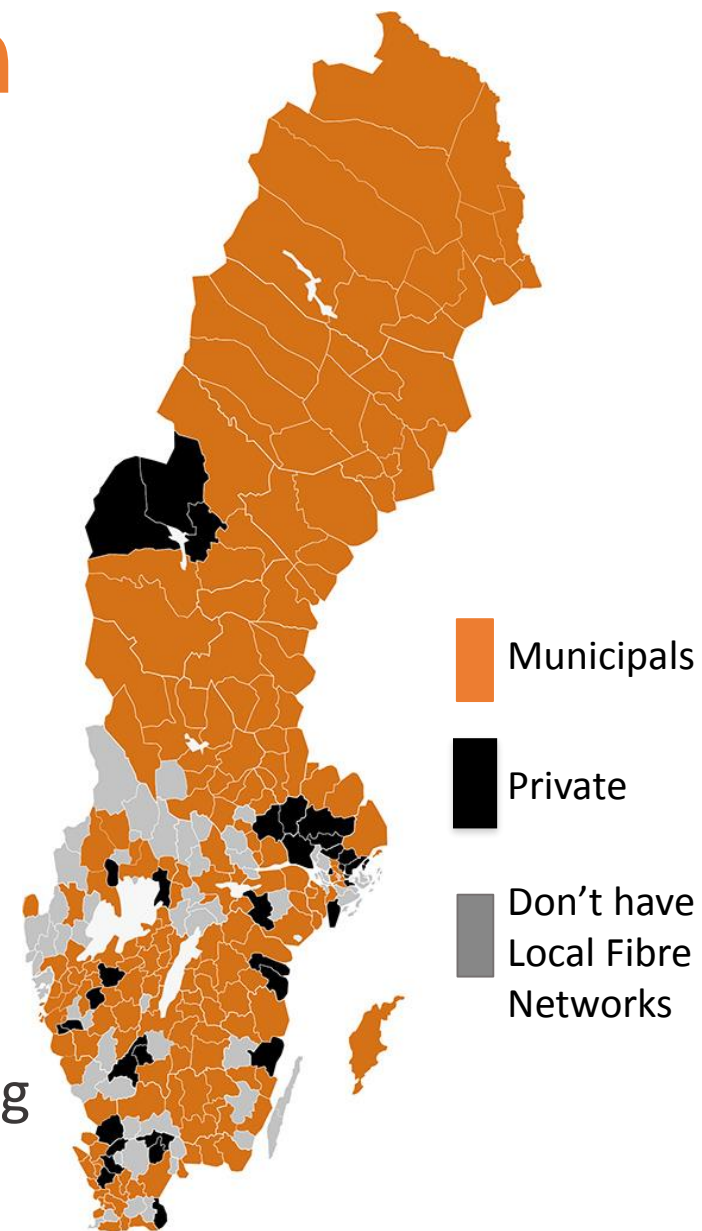 n
Municipals
Private
Don’t have
Local Fibre
Networks
g